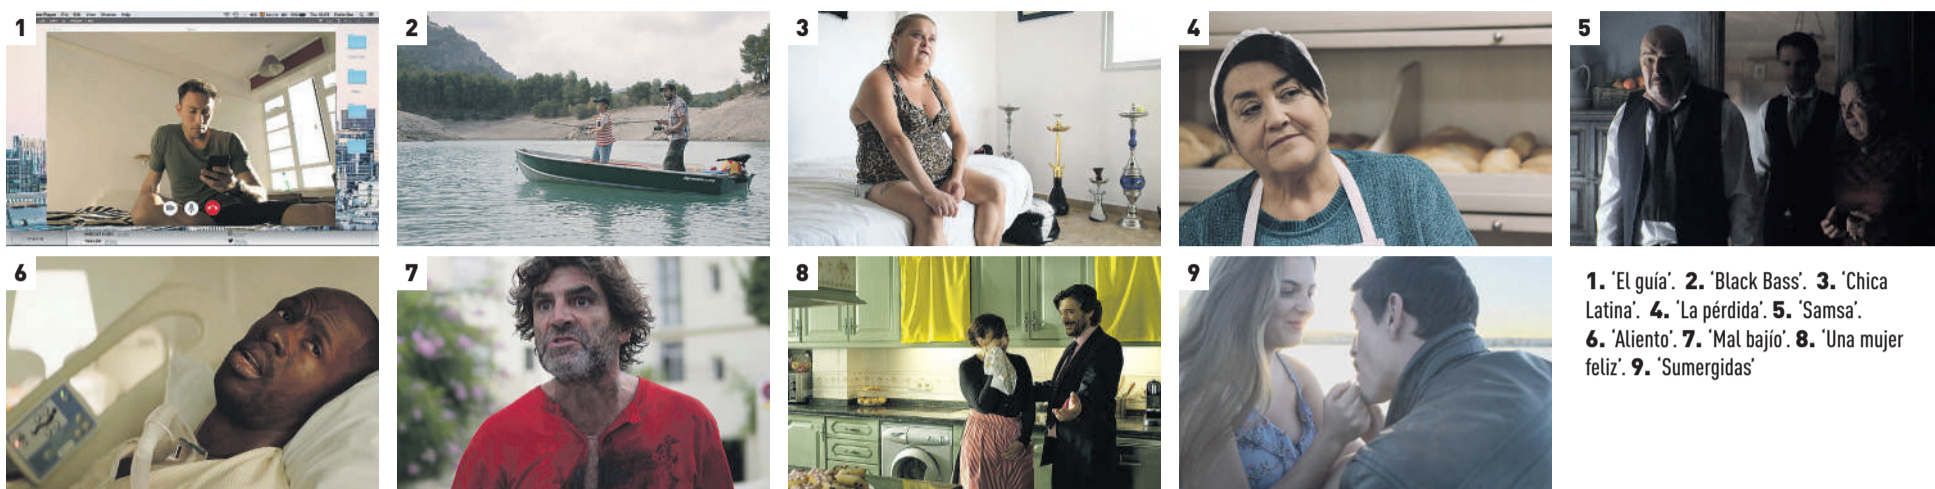 1
2
3
4
5
6
7
8
9
1. ‘El guía’. 2. ‘Black Bass’. 3. ‘Chica
Latina’. 4. ‘La pérdida’. 5. ‘Samsa’.
6. ‘Aliento’. 7. ‘Mal bajío’. 8. ‘Una mujer
feliz’. 9. ‘Sumergidas’